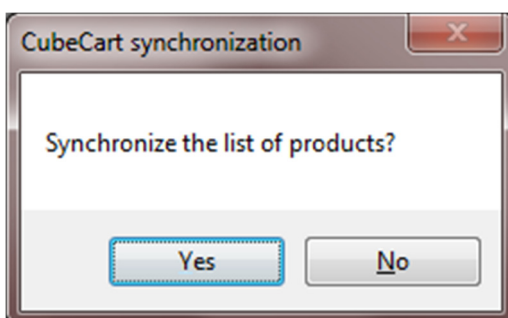 CubeCart synchronization
Synchronize the list of products?
Yes
No